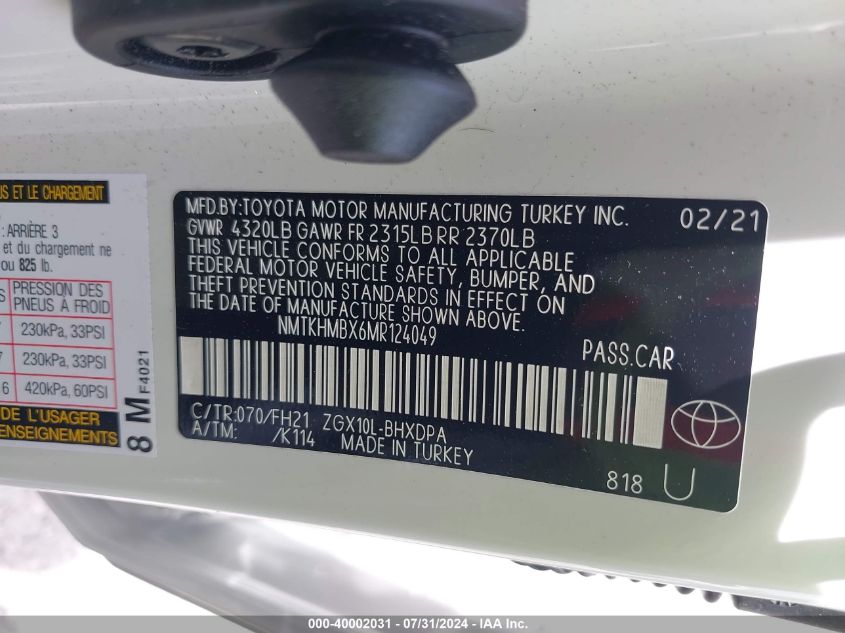 US ET LE CHARGEMENT
: ARRIÈRE 3
et du chargement ne
ou 825 lb.
PRESSION DES
PNEUS À FROID
230kPa, 33PSI
230kPa, 33PSI
6 420kPa, 60PSI
DE L'USAGER
ENSEIGNEMENTS
8 M F4021
MFD.BY:TOYOTA MOTOR MANUFACTURING TURKEY INC. 02/21
GVWR 4320LB GAWR FR 2315LB RR 2370LB
THIS VEHICLE CONFORMS TO ALL APPLICABLE
FEDERAL MOTOR VEHICLE SAFETY, BUMPER, AND
THEFT PREVENTION STANDARDS IN EFFECT ON
THE DATE OF MANUFACTURE SHOWN ABOVE.
NMTKHMBX6MR124049
PASS.CAR
C/TR:070/FH21 ZGX10L-BHXDPA
A/TM: /K114 MADE IN TURKEY
818 U
000-40002031 - 07/31/2024 - IAA Inc.